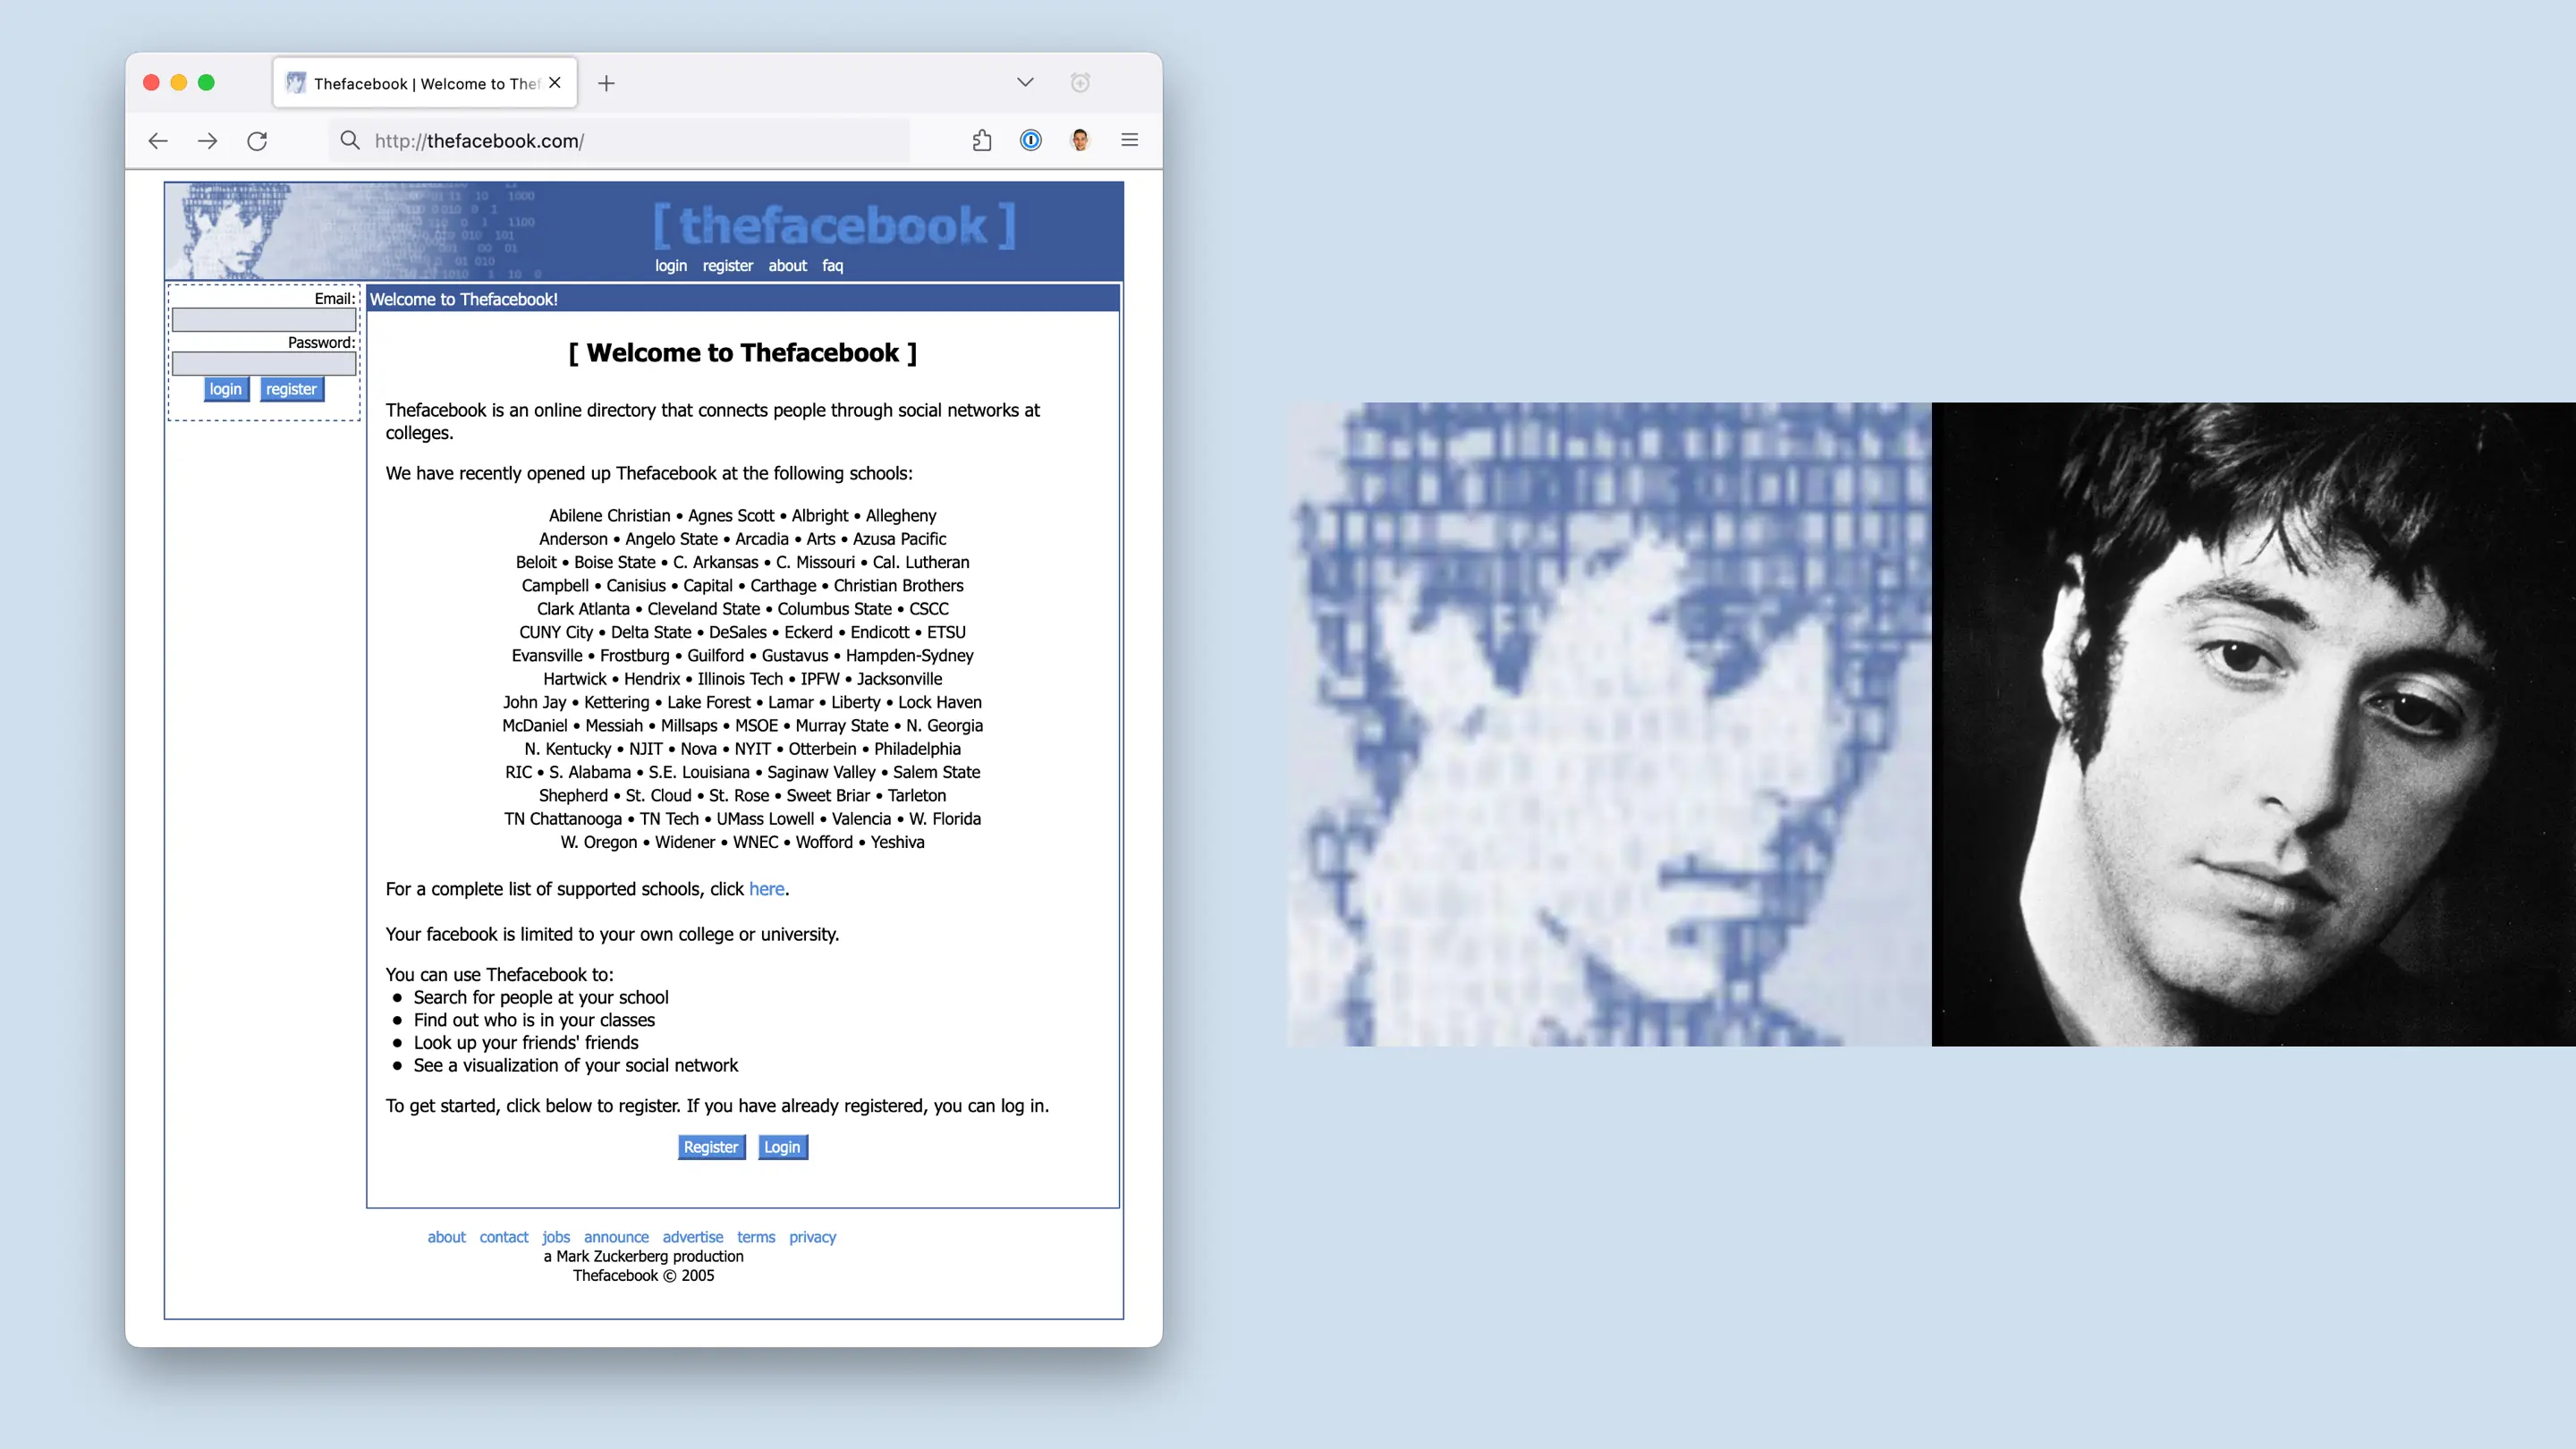 Thefacebook | Welcome to Thef
http://thefacebook.com/
[ thefacebook ]
login register about faq
Email:
Password:
login register
Welcome to Thefacebook!
[ Welcome to Thefacebook ]
Thefacebook is an online directory that connects people through social networks at
colleges.
We have recently opened up Thefacebook at the following schools:
Abilene Christian • Agnes Scott • Albright • Allegheny
Anderson • Angelo State • Arcadia • Arts • Azusa Pacific
Beloit • Boise State • C. Arkansas • C. Missouri • Cal. Lutheran
Campbell • Canisius • Capital • Carthage • Christian Brothers
Clark Atlanta • Cleveland State • Columbus State • CSCC
CUNY City • Delta State • DeSales • Eckerd • Endicott • ETSU
Evansville • Frostburg • Guilford • Gustavus • Hampden-Sydney
Hartwick • Hendrix • Illinois Tech • IPFW • Jacksonville
John Jay • Kettering • Lake Forest • Lamar • Liberty • Lock Haven
McDaniel • Messiah • Millsaps • MSOE • Murray State • N. Georgia
N. Kentucky • NJIT • Nova • NYIT • Otterbein • Philadelphia
RIC • S. Alabama • S.E. Louisiana • Saginaw Valley • Salem State
Shepherd • St. Cloud • St. Rose • Sweet Briar • Tarleton
TN Chattanooga • TN Tech • UMass Lowell • Valencia • W. Florida
W. Oregon • Widener • WNEC • Wofford • Yeshiva
For a complete list of supported schools, click here.
Your facebook is limited to your own college or university.
You can use Thefacebook to:
• Search for people at your school
• Find out who is in your classes
• Look up your friends' friends
• See a visualization of your social network
To get started, click below to register. If you have already registered, you can log in.
Register Login
about contact jobs announce advertise terms privacy
a Mark Zuckerberg production
Thefacebook © 2005